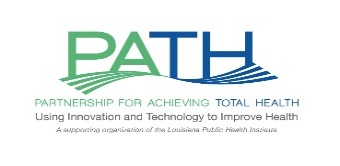 PATH
PARTNERSHIP FOR ACHIEVING TOTAL HEALTH
Using Innovation and Technology to Improve Health
A supporting organization of the Louisiana Public Health Institute